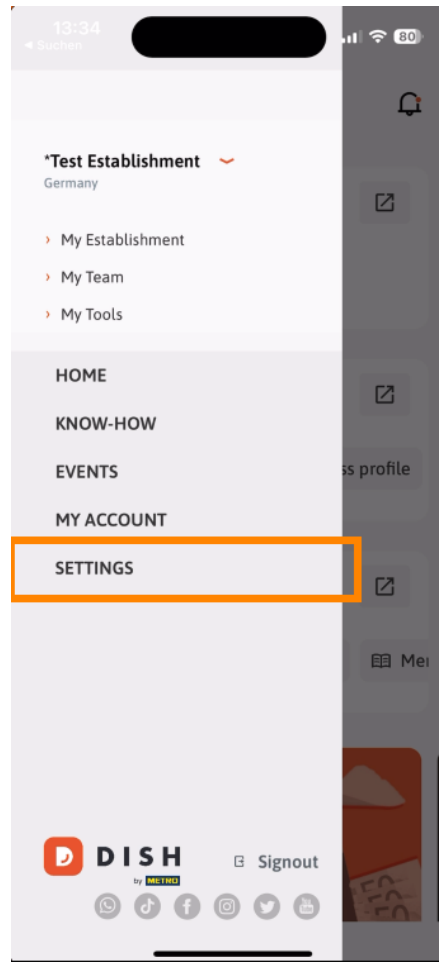 13:34
80
Suchen
*Test Establishment
Germany
My Establishment
My Team
My Tools
HOME
KNOW-HOW
EVENTS
ss profile
MY ACCOUNT
SETTINGS
Me
DISH
by METRO
Signout